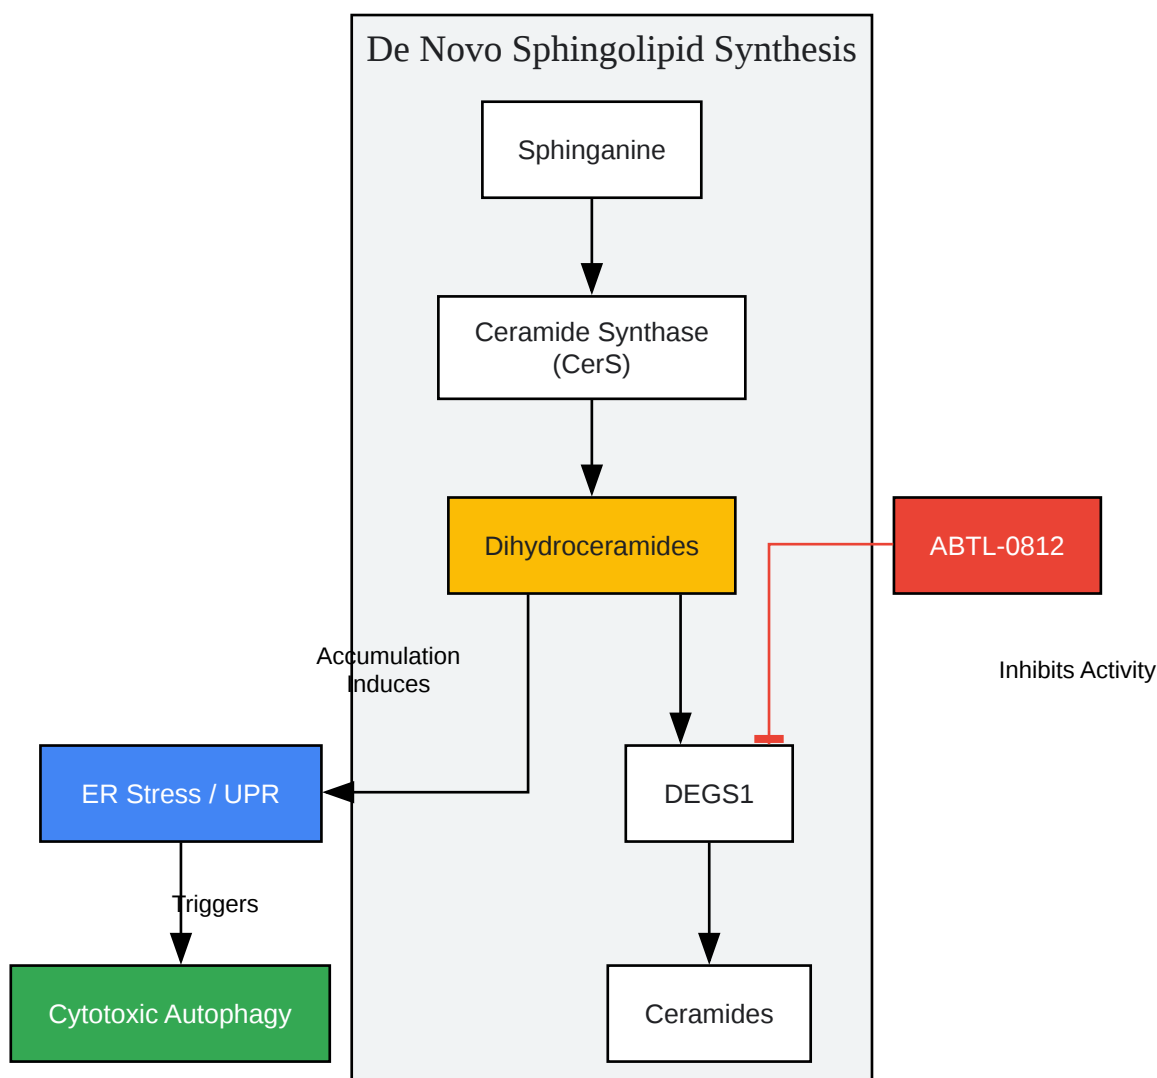 De Novo Sphingolipid Synthesis
Sphinganine
Ceramide Synthase
(CerS)
Dihydroceramides
ABTL-0812
Accumulation
Induces
Inhibits Activity
ER Stress / UPR
DEGS1
Triggers
Cytotoxic Autophagy
Ceramides